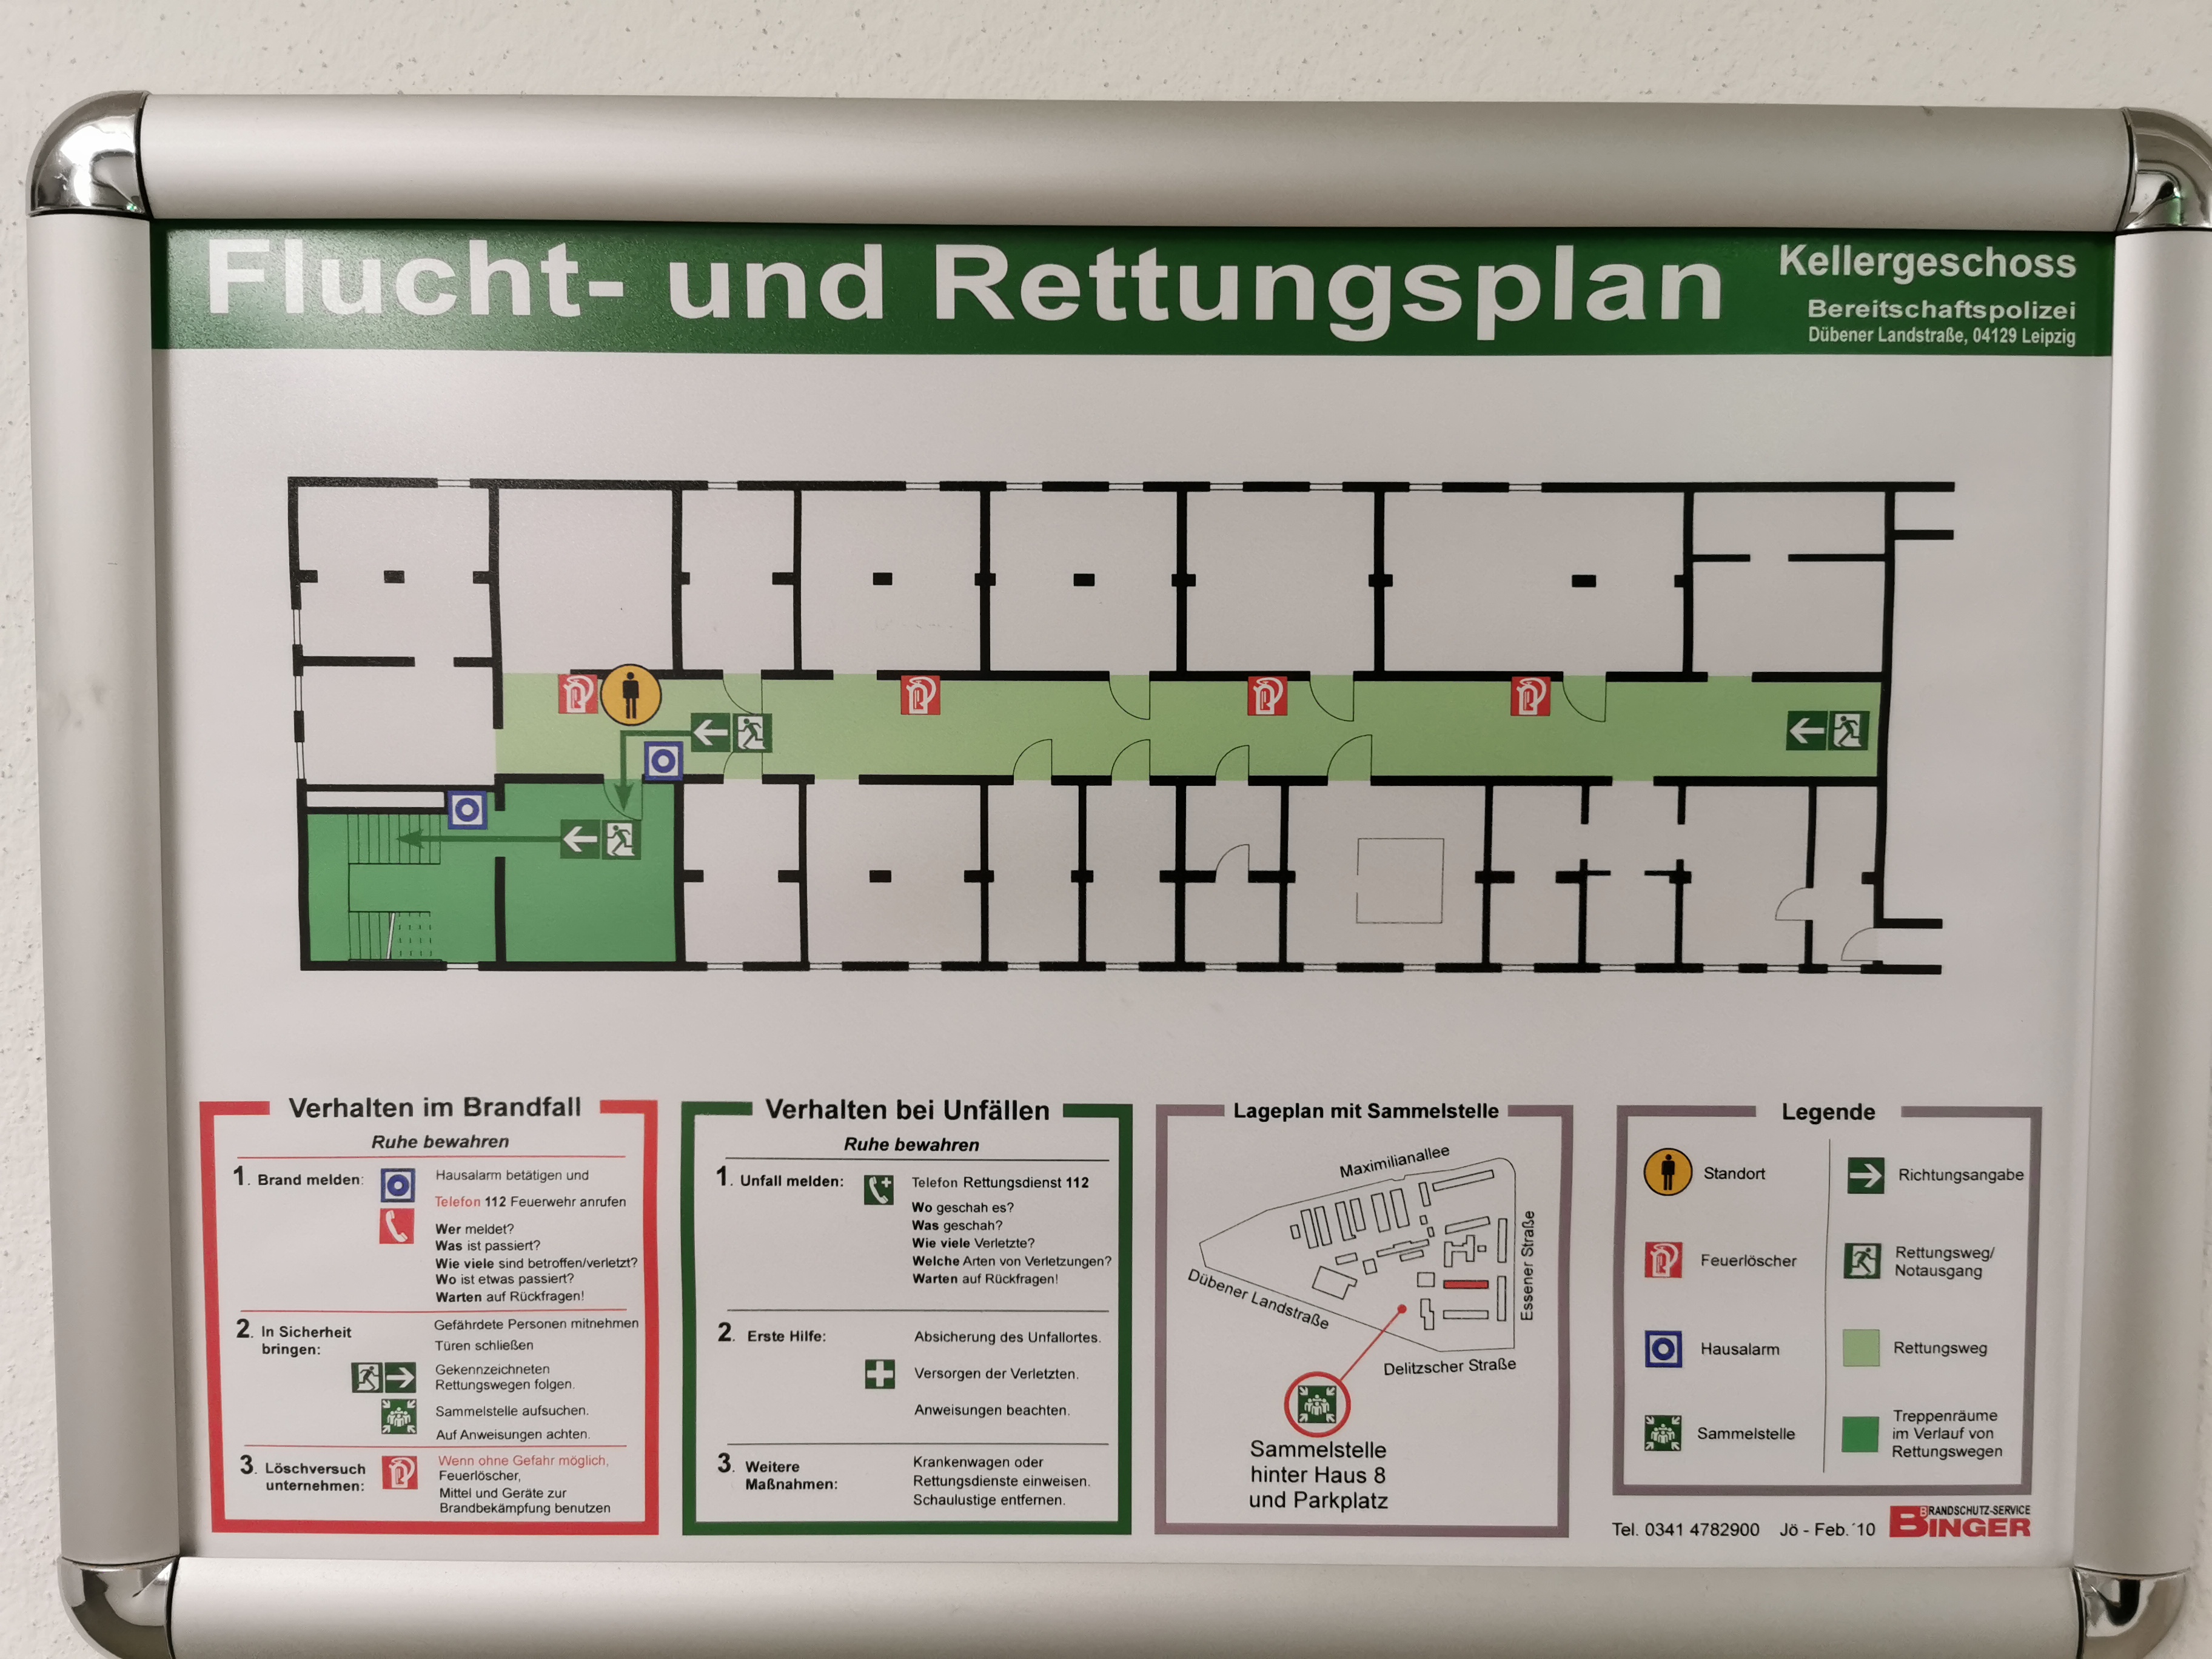 Flucht- und Rettungsplan
Kellergeschoss
Bereitschaftspolizei
Dübener Landstraße, 04129 Leipzig
Verhalten im Brandfall
Ruhe bewahren
1. Brand melden:
Hausalarm betätigen und
Telefon 112 Feuerwehr anrufen
Wer meldet?
Was ist passiert?
Wie viele sind betroffen/verletzt?
Wo ist etwas passiert?
Warten auf Rückfragen!
2. In Sicherheit
bringen:
Gefährdete Personen mitnehmen
Türen schließen
Gekennzeichneten
Rettungswegen folgen.
Sammelstelle aufsuchen.
Auf Anweisungen achten.
3. Löschversuch
unternehmen:
Wenn ohne Gefahr möglich,
Feuerlöscher,
Mittel und Geräte zur
Brandbekämpfung benutzen
Verhalten bei Unfällen
Ruhe bewahren
1. Unfall melden:
Telefon Rettungsdienst 112
Wo geschah es?
Was geschah?
Wie viele Verletzte?
Welche Arten von Verletzungen?
Warten auf Rückfragen!
2. Erste Hilfe:
Absicherung des Unfallortes.
Versorgen der Verletzten.
Anweisungen beachten.
3. Weitere
Maßnahmen:
Krankenwagen oder
Rettungsdienste einweisen.
Schaulustige entfernen.
Lageplan mit Sammelstelle
Maximilianallee
Dübener Landstraße
Essener Straße
Delitzscher Straße
Sammelstelle
hinter Haus 8
und Parkplatz
Legende
Standort
Feuerlöscher
Hausalarm
Sammelstelle
Richtungsangabe
Rettungsweg/
Notausgang
Rettungsweg
Treppenräume
im Verlauf von
Rettungswegen
Tel. 0341 4782900 Jö - Feb.´10
BRANDSCHUTZ-SERVICE
BINGER